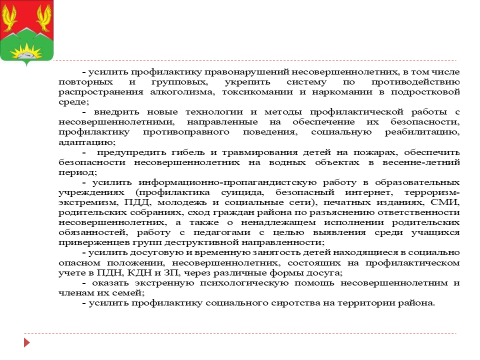 - усилить профилактику правонарушений несовершеннолетних, в том числе
повторных и групповых, укрепить систему по противодействию
распространения алкоголизма, токсикомании и наркомании в подростковой
среде;
- внедрить новые технологии и методы профилактической работы с
несовершеннолетними, направленные на обеспечение их безопасности,
профилактику противоправного поведения, социальную реабилитацию,
адаптацию;
- предупредить гибель и травмирования детей на пожарах, обеспечить
безопасности несовершеннолетних на водных объектах в весенне-летний
период;
- усилить информационно-пропагандистскую работу в образовательных
учреждениях (профилактика суицида, безопасный интернет, терроризм-
экстремизм, ПДД, молодежь и социальные сети), печатных изданиях, СМИ,
родительских собраниях, сход граждан района по разъяснению ответственности
несовершеннолетних, а также о ненадлежащем исполнении родительских
обязанностей, работу с педагогами с целью выявления среди учащихся
приверженцев групп деструктивной направленности;
- усилить досуговую и временную занятость детей находящиеся в социально
опасном положении, несовершеннолетних, состоящих на профилактическом
учете в ПДН, КДН и ЗП, через различные формы досуга;
- оказать экстренную психологическую помощь несовершеннолетним и
членам их семей;
- усилить профилактику социального сиротства на территории района.